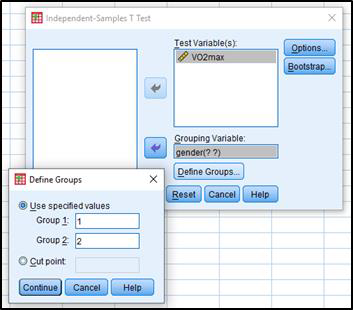 Independent-Samples T Test
Test Variable(s):
VO2max
Options...
Bootstrap...
Grouping Variable:
gender(? ?)
Define Groups...
Reset Cancel Help
Define Groups
Use specified values
Group 1: 1
Group 2: 2
Cut point:
Continue Cancel Help